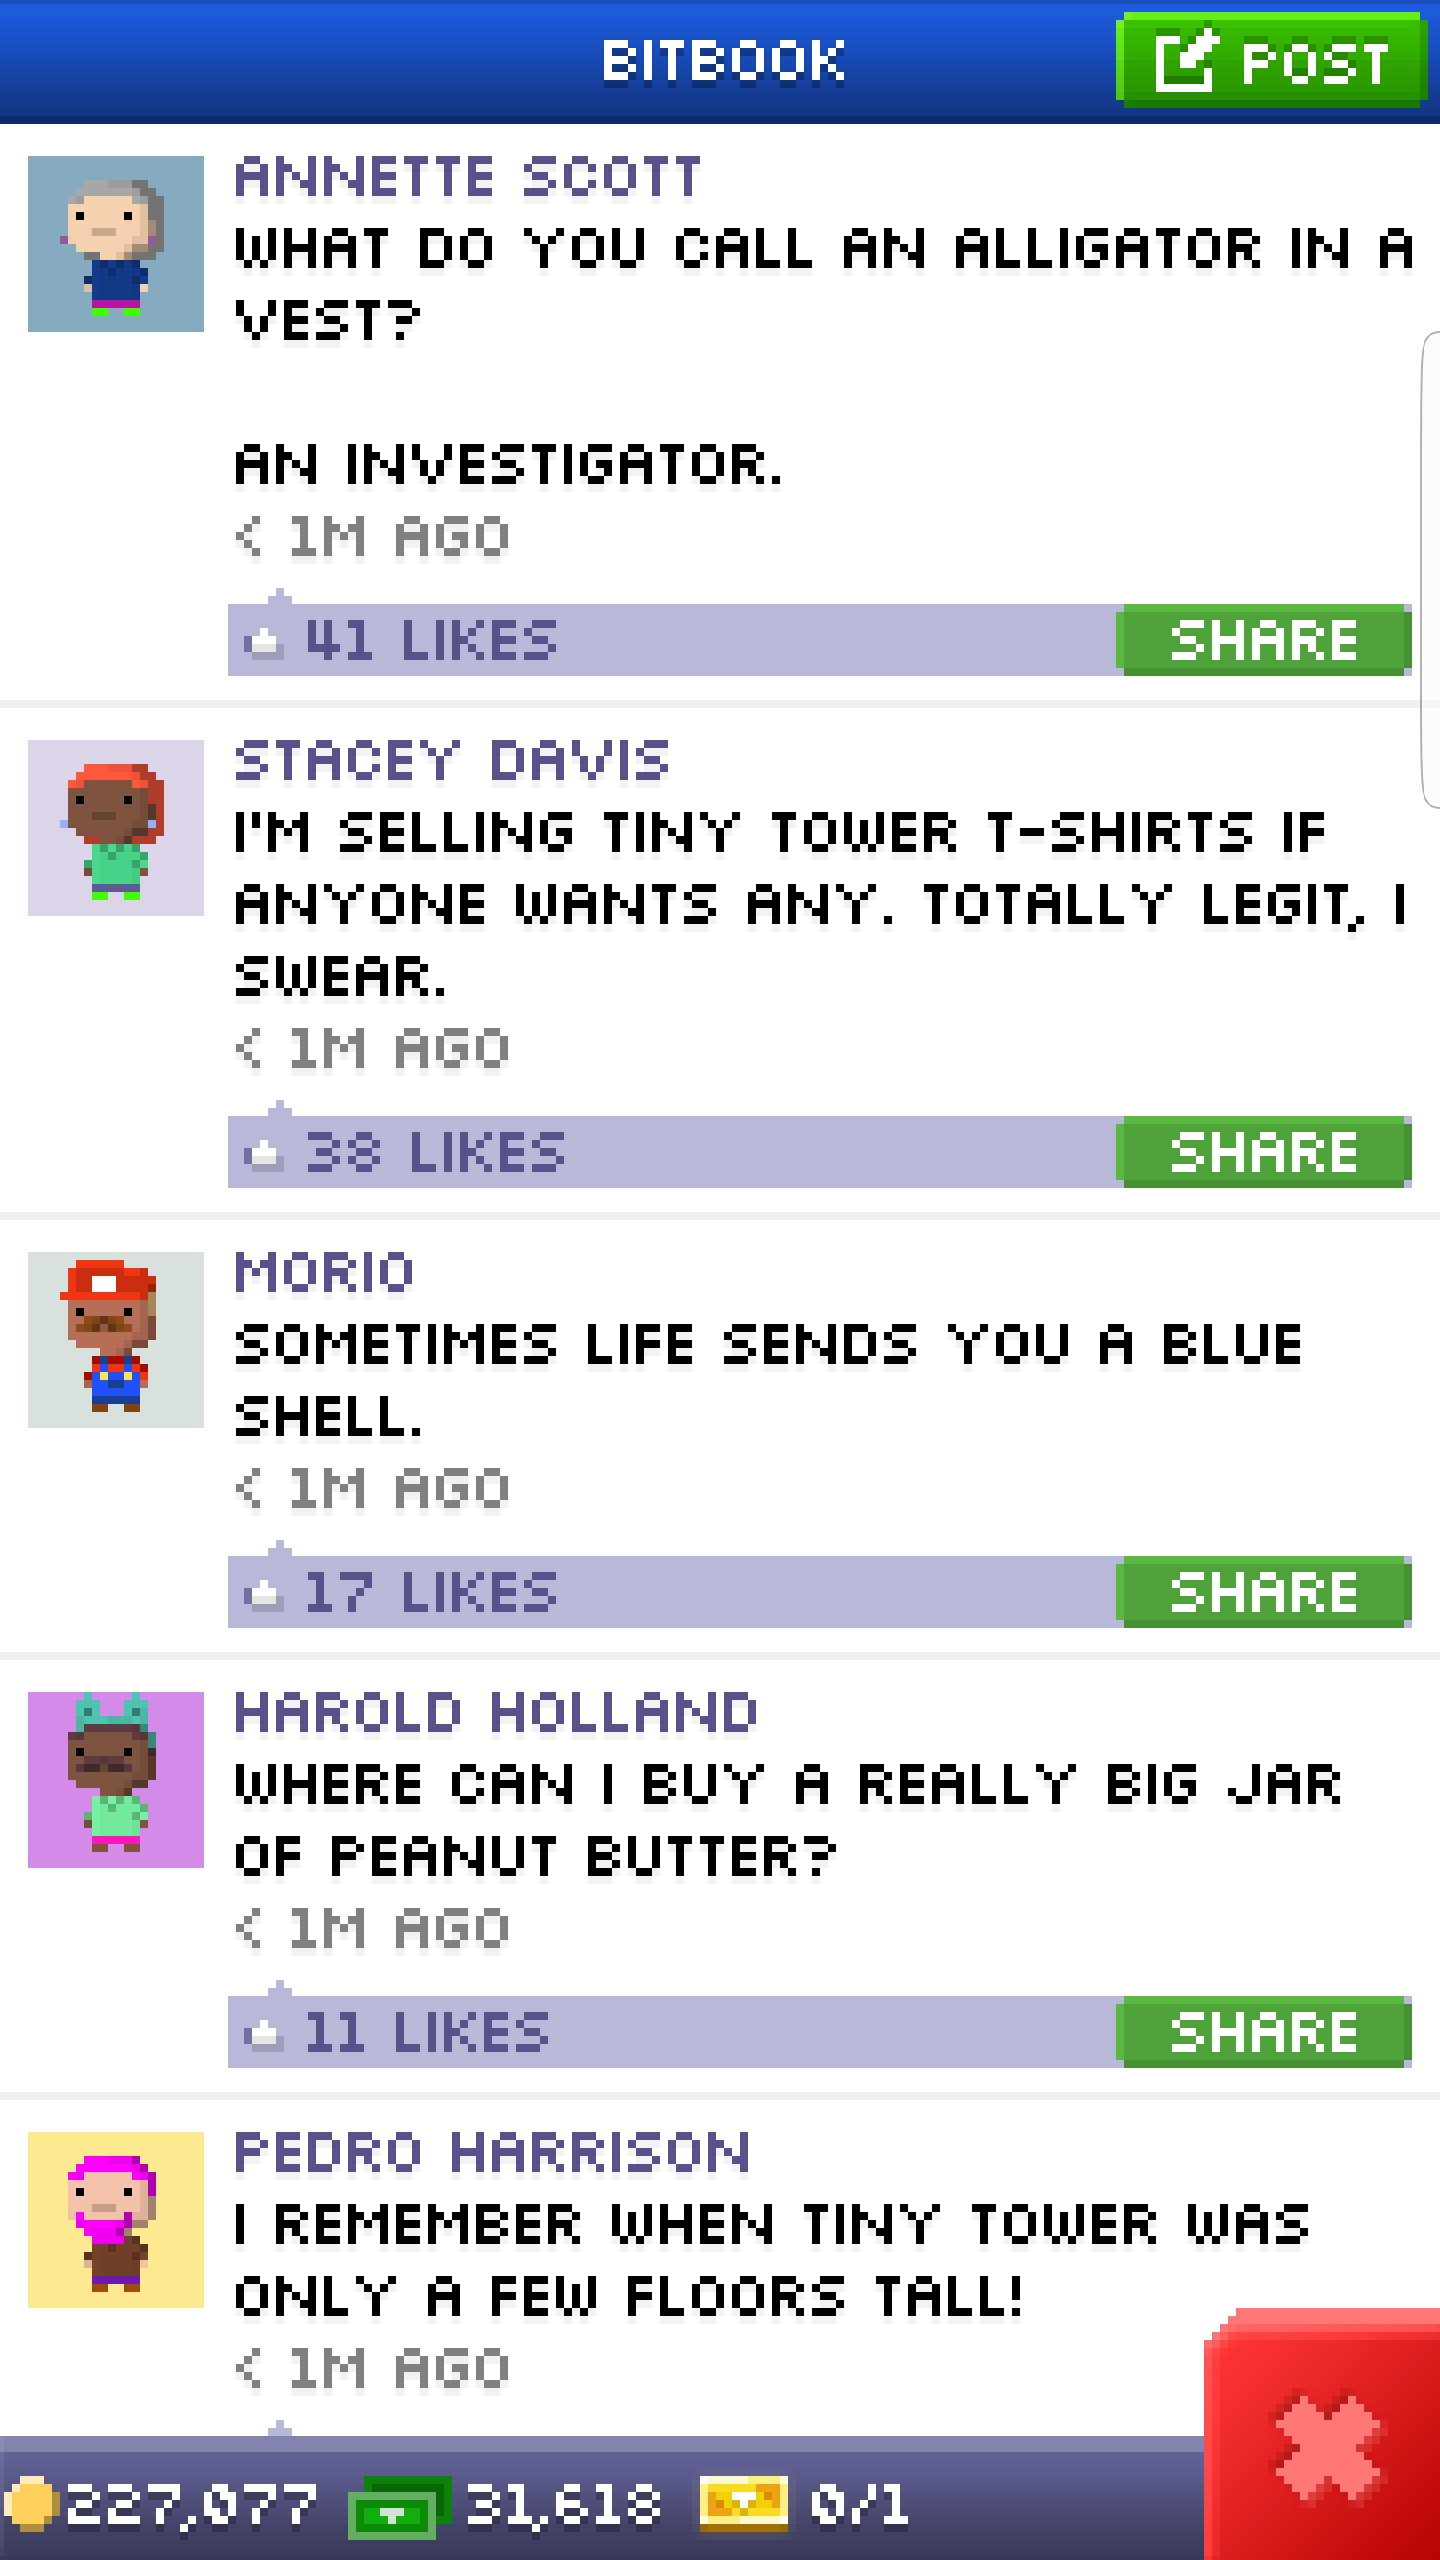 BITBOOK
POST
ANNETTE SCOTT
WHAT DO YOU CALL AN ALLIGATOR IN A
VEST?
AN INVESTIGATOR.
< 1M AGO
41 LIKES
SHARE
STACEY DAVIS
I'M SELLING TINY TOWER T-SHIRTS IF
ANYONE WANTS ANY. TOTALLY LEGIT, I
SWEAR.
< 1M AGO
38 LIKES
SHARE
MORIO
SOMETIMES LIFE SENDS YOU A BLUE
SHELL.
< 1M AGO
17 LIKES
SHARE
HAROLD HOLLAND
WHERE CAN I BUY A REALLY BIG JAR
OF PEANUT BUTTER?
< 1M AGO
11 LIKES
SHARE
PEDRO HARRISON
I REMEMBER WHEN TINY TOWER WAS
ONLY A FEW FLOORS TALL!
< 1M AGO
227,077 31,618 0/1